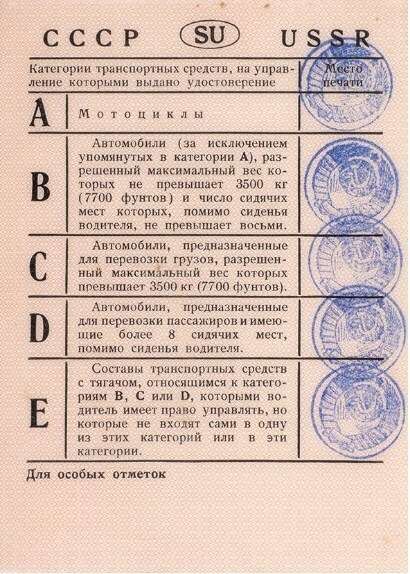 СССР SU USSR
Категории транспортных средств, на управ-
ление которыми выдано удостоверение
Место
печати
А Мотоциклы
В
Автомобили (за исключением
упомянутых в категории А), раз-
решенный максимальный вес ко-
торых не превышает 3500 кг
(7700 фунтов) и число сидячих
мест которых, помимо сиденья
водителя, не превышает восьми.
С
Автомобили, предназначенные
для перевозки грузов, разрешен-
ный максимальный вес которых
превышает 3500 кг (7700 фунтов).
D
Автомобили, предназначенные
для перевозки пассажиров и имею-
щие более 8 сидячих мест,
помимо сиденья водителя.
Е
Составы транспортных средств
с тягачом, относящимся к катего-
риям В, С или D, которыми во-
дитель имеет право управлять, но
которые не входят сами в одну
из этих категорий или в эти
категории.
Для особых отметок